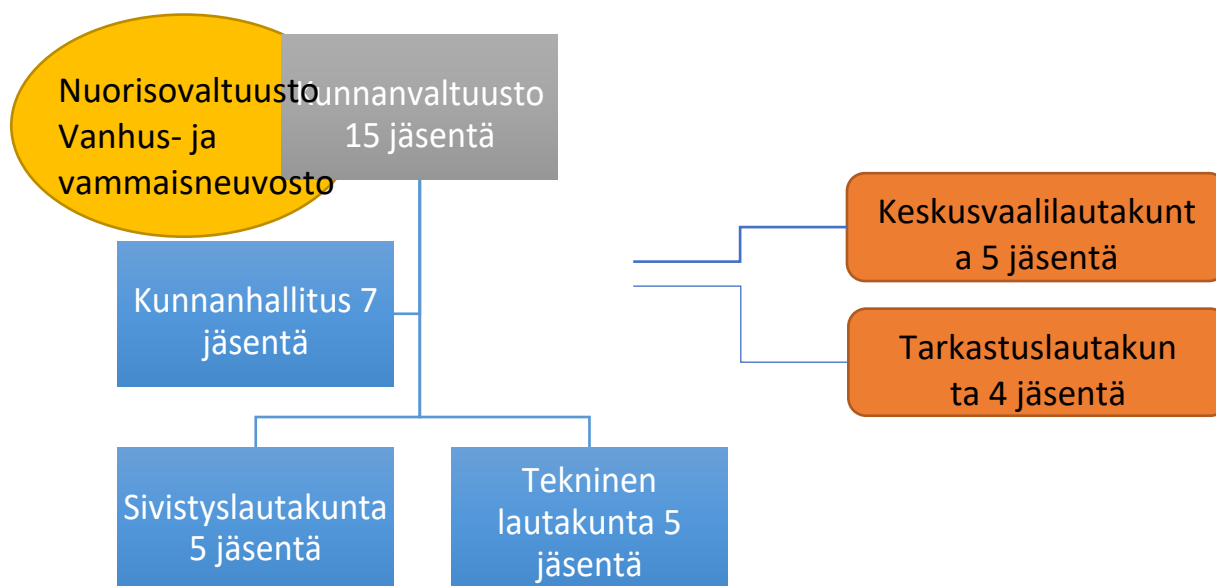 Nuorisovaltuusto
Vanhus- ja
vammaisneuvosto
Kunnanvaltuusto
15 jäsentä
Keskusvaalilautakunt
a 5 jäsentä
Kunnanhallitus 7
jäsentä
Tarkastuslautakun
ta 4 jäsentä
Sivistyslautakunta
5 jäsentä
Tekninen
lautakunta 5
jäsentä